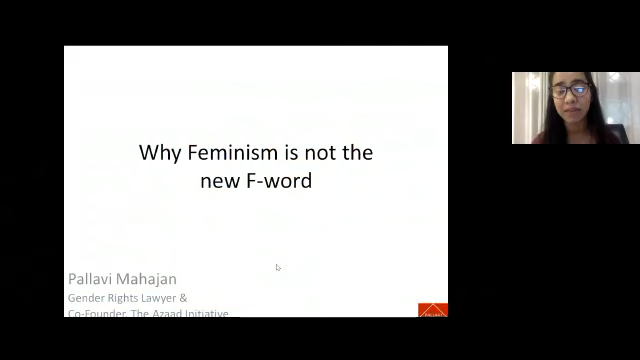 Why Feminism is not the
new F-word
Pallavi Mahajan
Gender Rights Lawyer &
Co-Founder, The Azaad Initiative